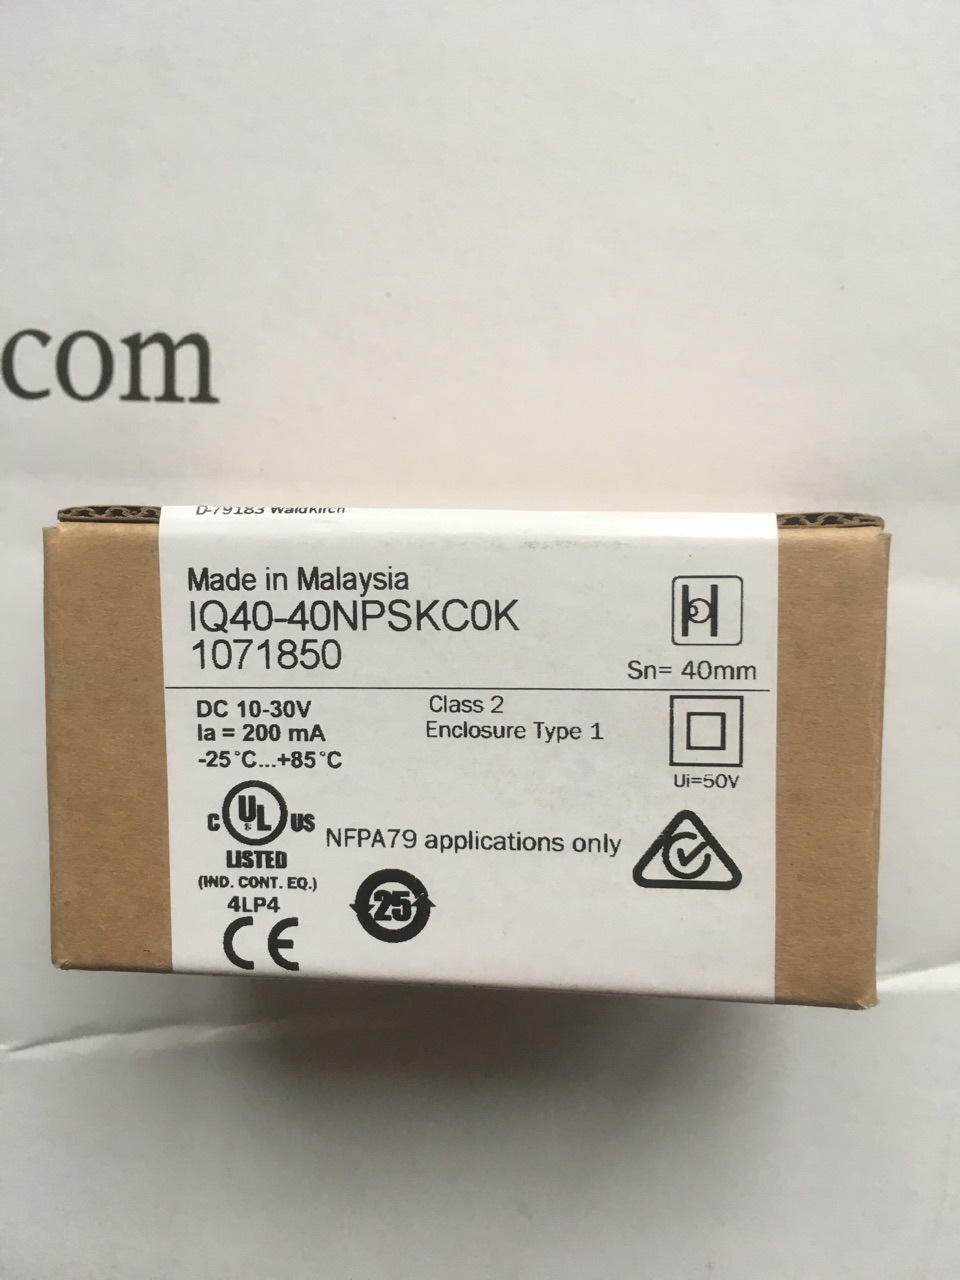 com
D-79183 Waldkirch
Made in Malaysia
IQ40-40NPSKC0K
1071850
Sn= 40mm
DC 10-30V
Ia = 200 mA
-25°C...+85°C
Class 2
Enclosure Type 1
Ui=50V
C UL US
LISTED
(IND. CONT. EQ.)
4LP4
NFPA79 applications only
25
CE